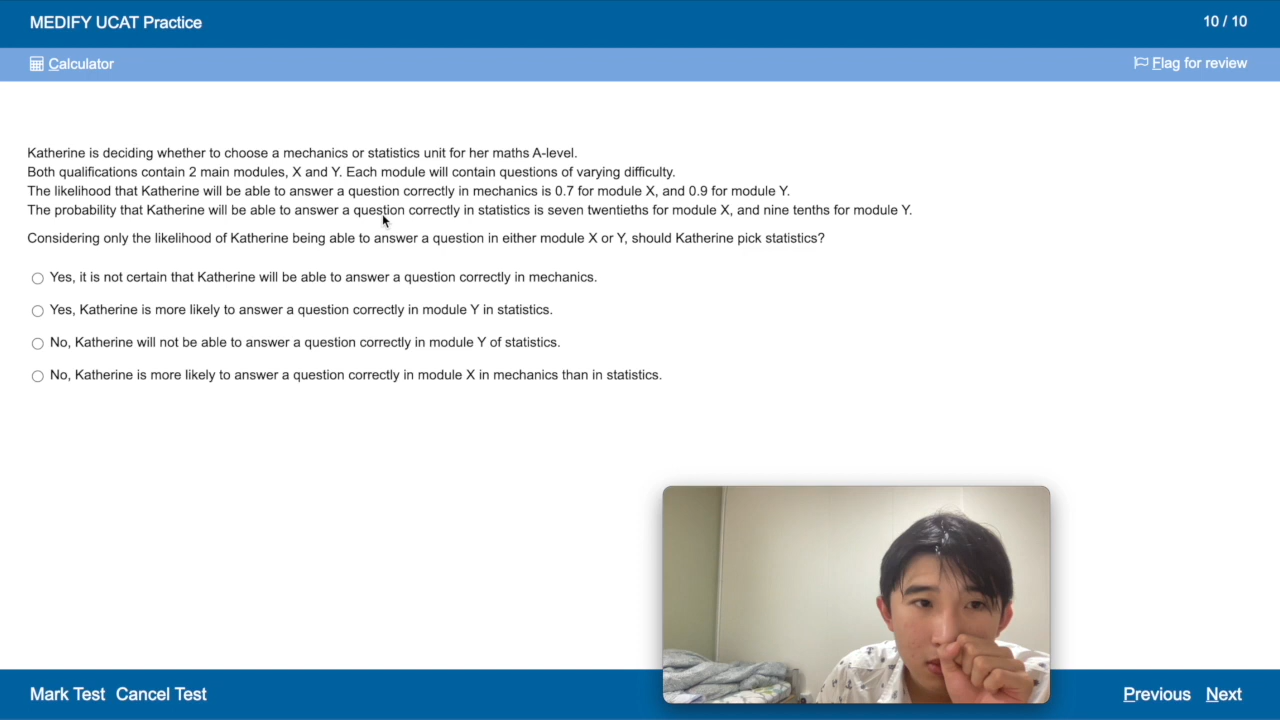 MEDIFY UCAT Practice
10 / 10
Calculator
Flag for review
Katherine is deciding whether to choose a mechanics or statistics unit for her maths A-level.
Both qualifications contain 2 main modules, X and Y. Each module will contain questions of varying difficulty.
The likelihood that Katherine will be able to answer a question correctly in mechanics is 0.7 for module X, and 0.9 for module Y.
The probability that Katherine will be able to answer a question correctly in statistics is seven twentieths for module X, and nine tenths for module Y.
Considering only the likelihood of Katherine being able to answer a question in either module X or Y, should Katherine pick statistics?
Yes, it is not certain that Katherine will be able to answer a question correctly in mechanics.
Yes, Katherine is more likely to answer a question correctly in module Y in statistics.
No, Katherine will not be able to answer a question correctly in module Y of statistics.
No, Katherine is more likely to answer a question correctly in module X in mechanics than in statistics.
Mark Test
Cancel Test
Previous
Next